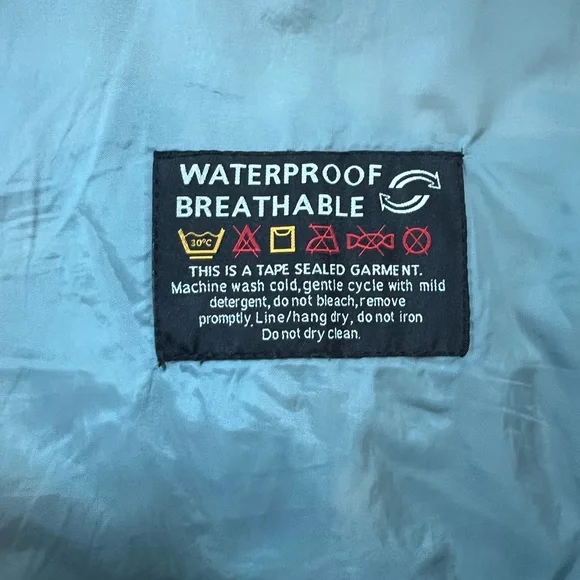 WATERPROOF
BREATHABLE
30°C
THIS IS A TAPE SEALED GARMENT.
Machine wash cold, gentle cycle with mild
detergent, do not bleach, remove
promptly, Line/hang dry, do not iron
Do not dry clean.